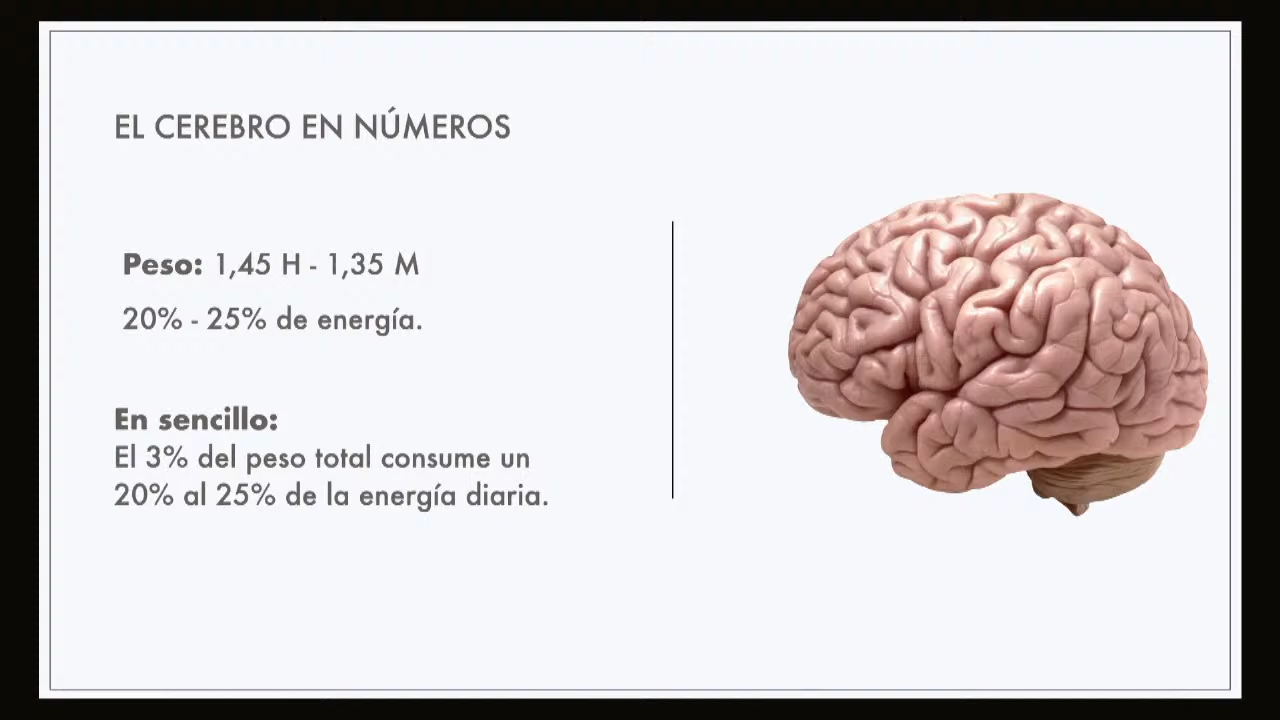 EL CEREBRO EN NÚMEROS
Peso: 1,45 H - 1,35 M
20% - 25% de energía.
En sencillo:
El 3% del peso total consume un
20% al 25% de la energía diaria.